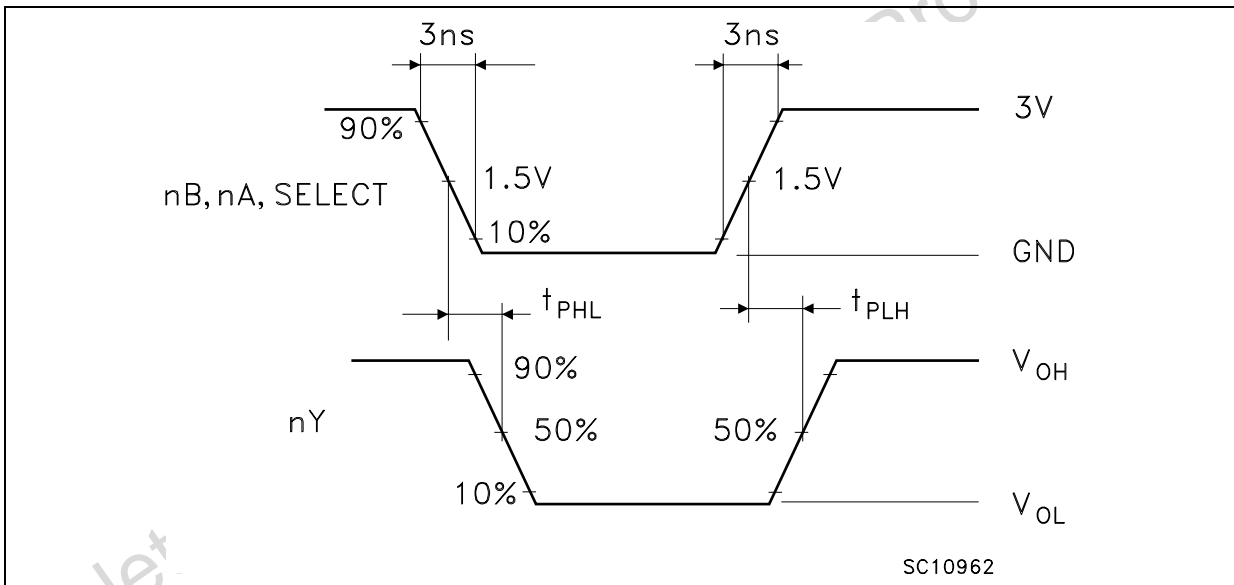 3ns 3ns
3V
90%
1.5V 1.5V
nB, nA, SELECT
10%
GND
tPHL tPLH
90% VOH
nY 50% 50%
10%
VOL
SC10962